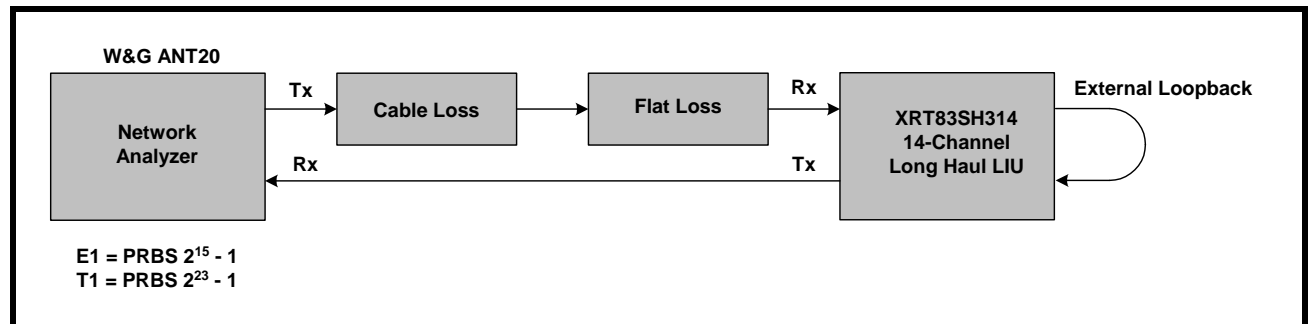 W&G ANT20
Network
Analyzer
Tx
Cable Loss
Flat Loss
Rx
XRT83SH314
14-Channel
Long Haul LIU
External Loopback
Rx
Tx
E1 = PRBS 2¹⁵ - 1
T1 = PRBS 2²³ - 1